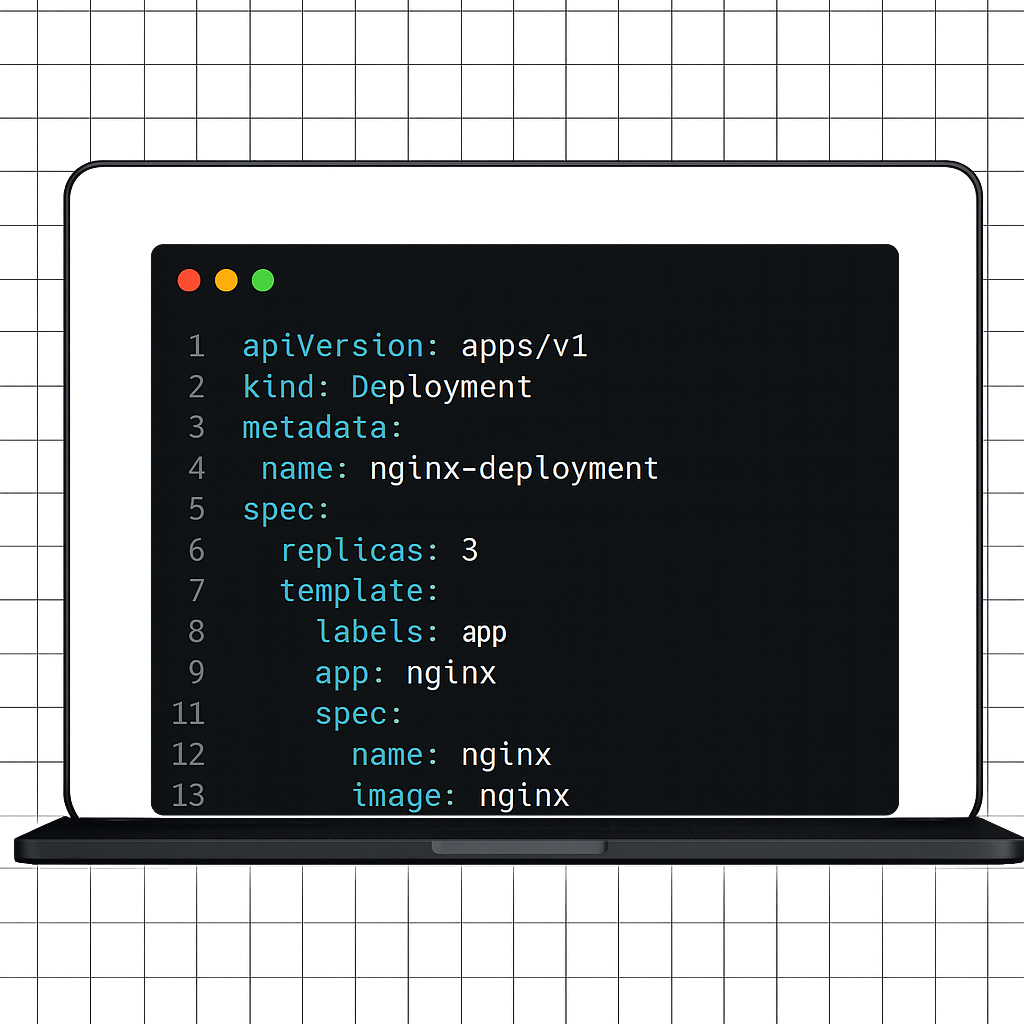 1 apiVersion: apps/v1
2 kind: Deployment
3 metadata:
4  name: nginx-deployment
5 spec:
6   replicas: 3
7   template:
8     labels: app
9     app: nginx
11     spec:
12       name: nginx
13       image: nginx